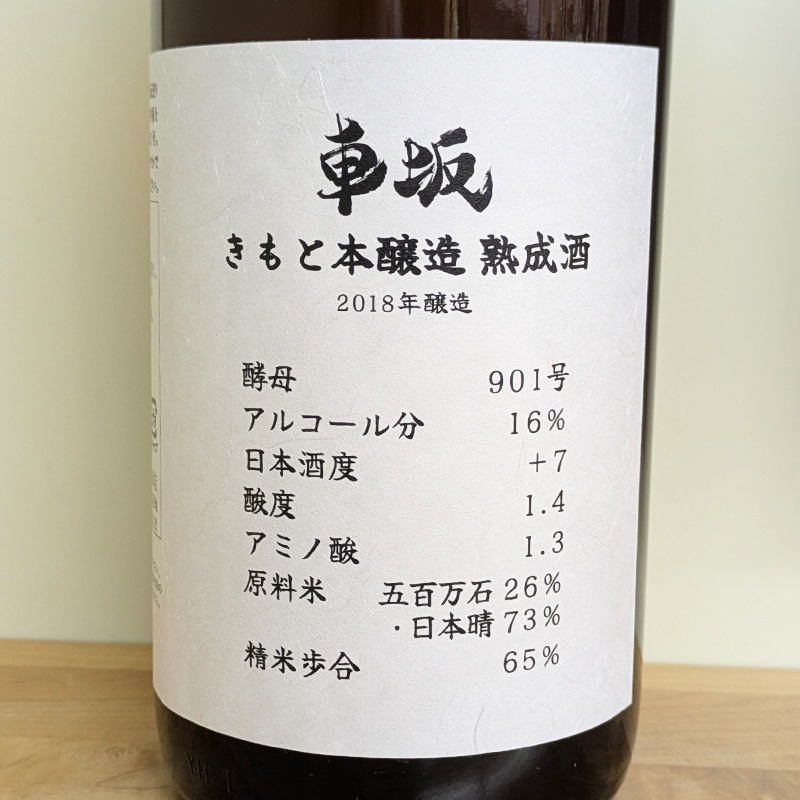 車坂
きもと本醸造 熟成酒
2018年醸造
酵母 901号
アルコール分 16%
日本酒度 +7
酸度 1.4
アミノ酸 1.3
原料米 五百万石 26%
・日本晴 73%
精米歩合 65%
YH 1